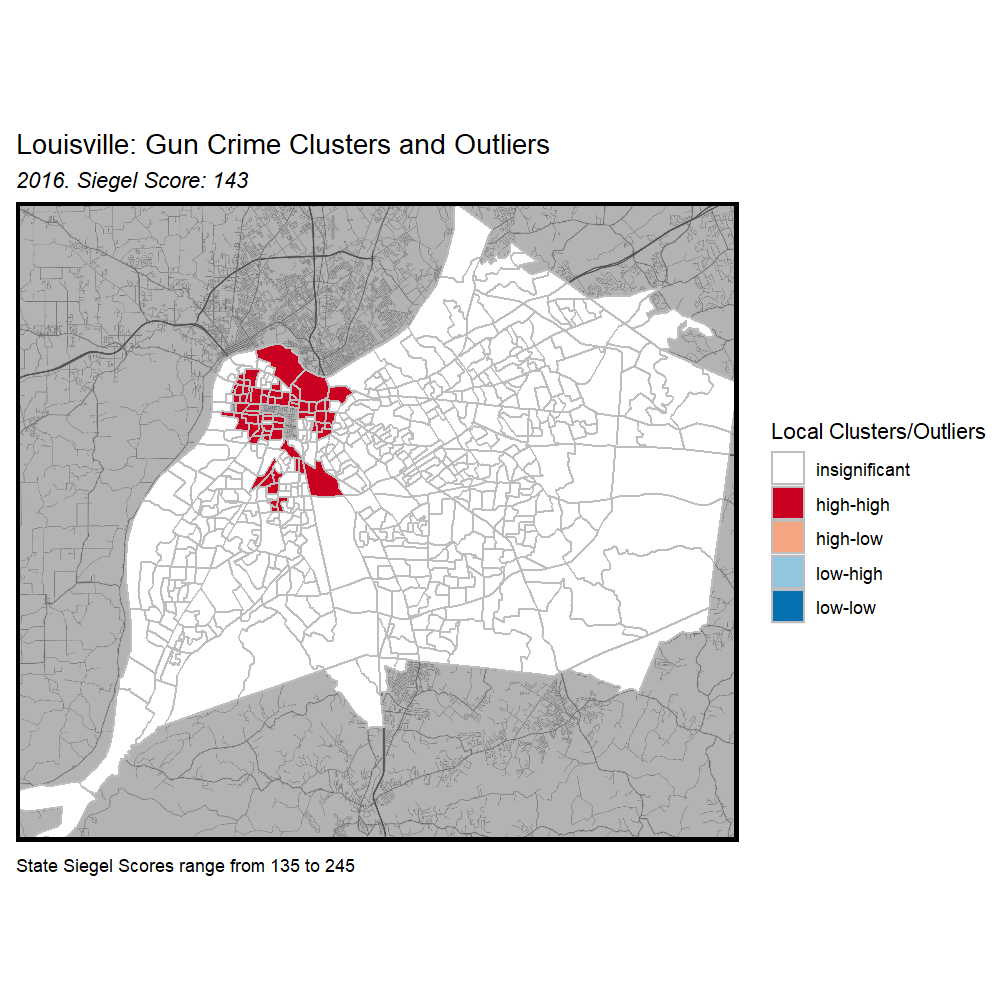 Louisville: Gun Crime Clusters and Outliers
2016. Siegel Score: 143
Local Clusters/Outliers
insignificant
high-high
high-low
low-high
low-low
State Siegel Scores range from 135 to 245